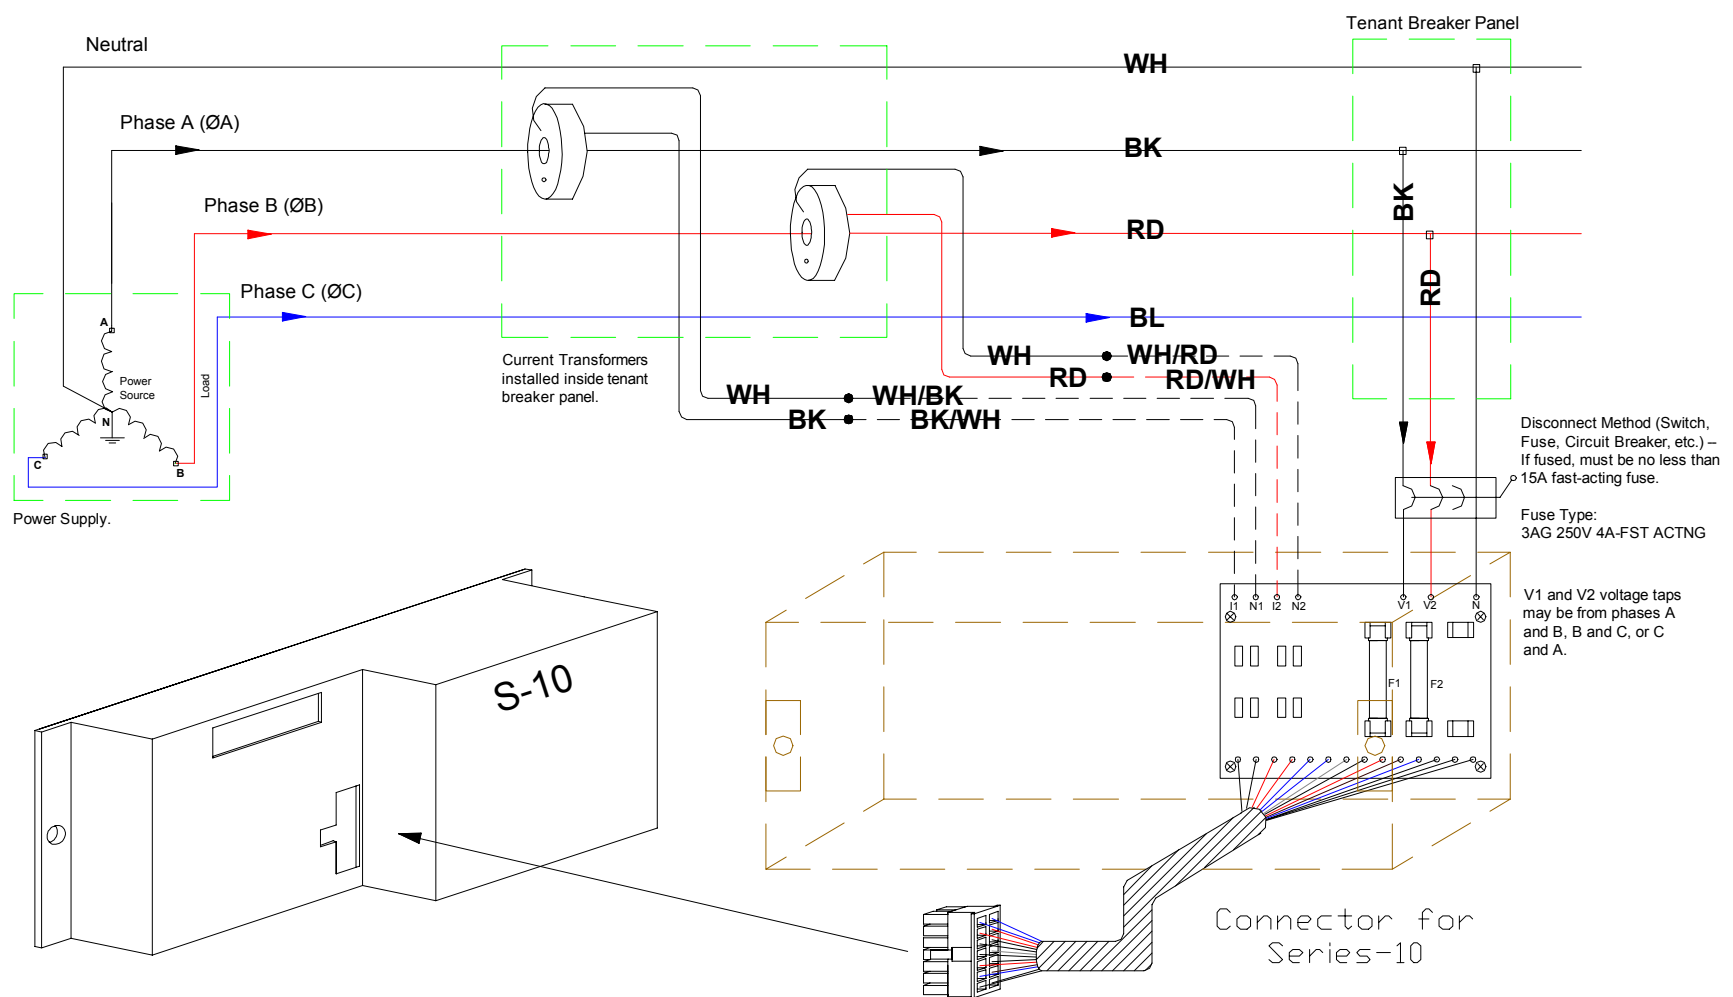 Tenant Breaker Panel
Neutral
WH
Phase A (ØA)
BK
BK
Phase B (ØB)
RD
RD
Phase C (ØC)
BL
A
Power
Source
Load
N
C
B
Power Supply.
Current Transformers
installed inside tenant
breaker panel.
WH
WH/RD
RD
RD/WH
WH
WH/BK
BK
BK/WH
Disconnect Method (Switch,
Fuse, Circuit Breaker, etc.) –
If fused, must be no less than
15A fast-acting fuse.
Fuse Type:
3AG 250V 4A-FST ACTNG
I1 N1 I2 N2 V1 V2 N
V1 and V2 voltage taps
may be from phases A
and B, B and C, or C
and A.
F1 F2
S-10
Connector for
Series-10